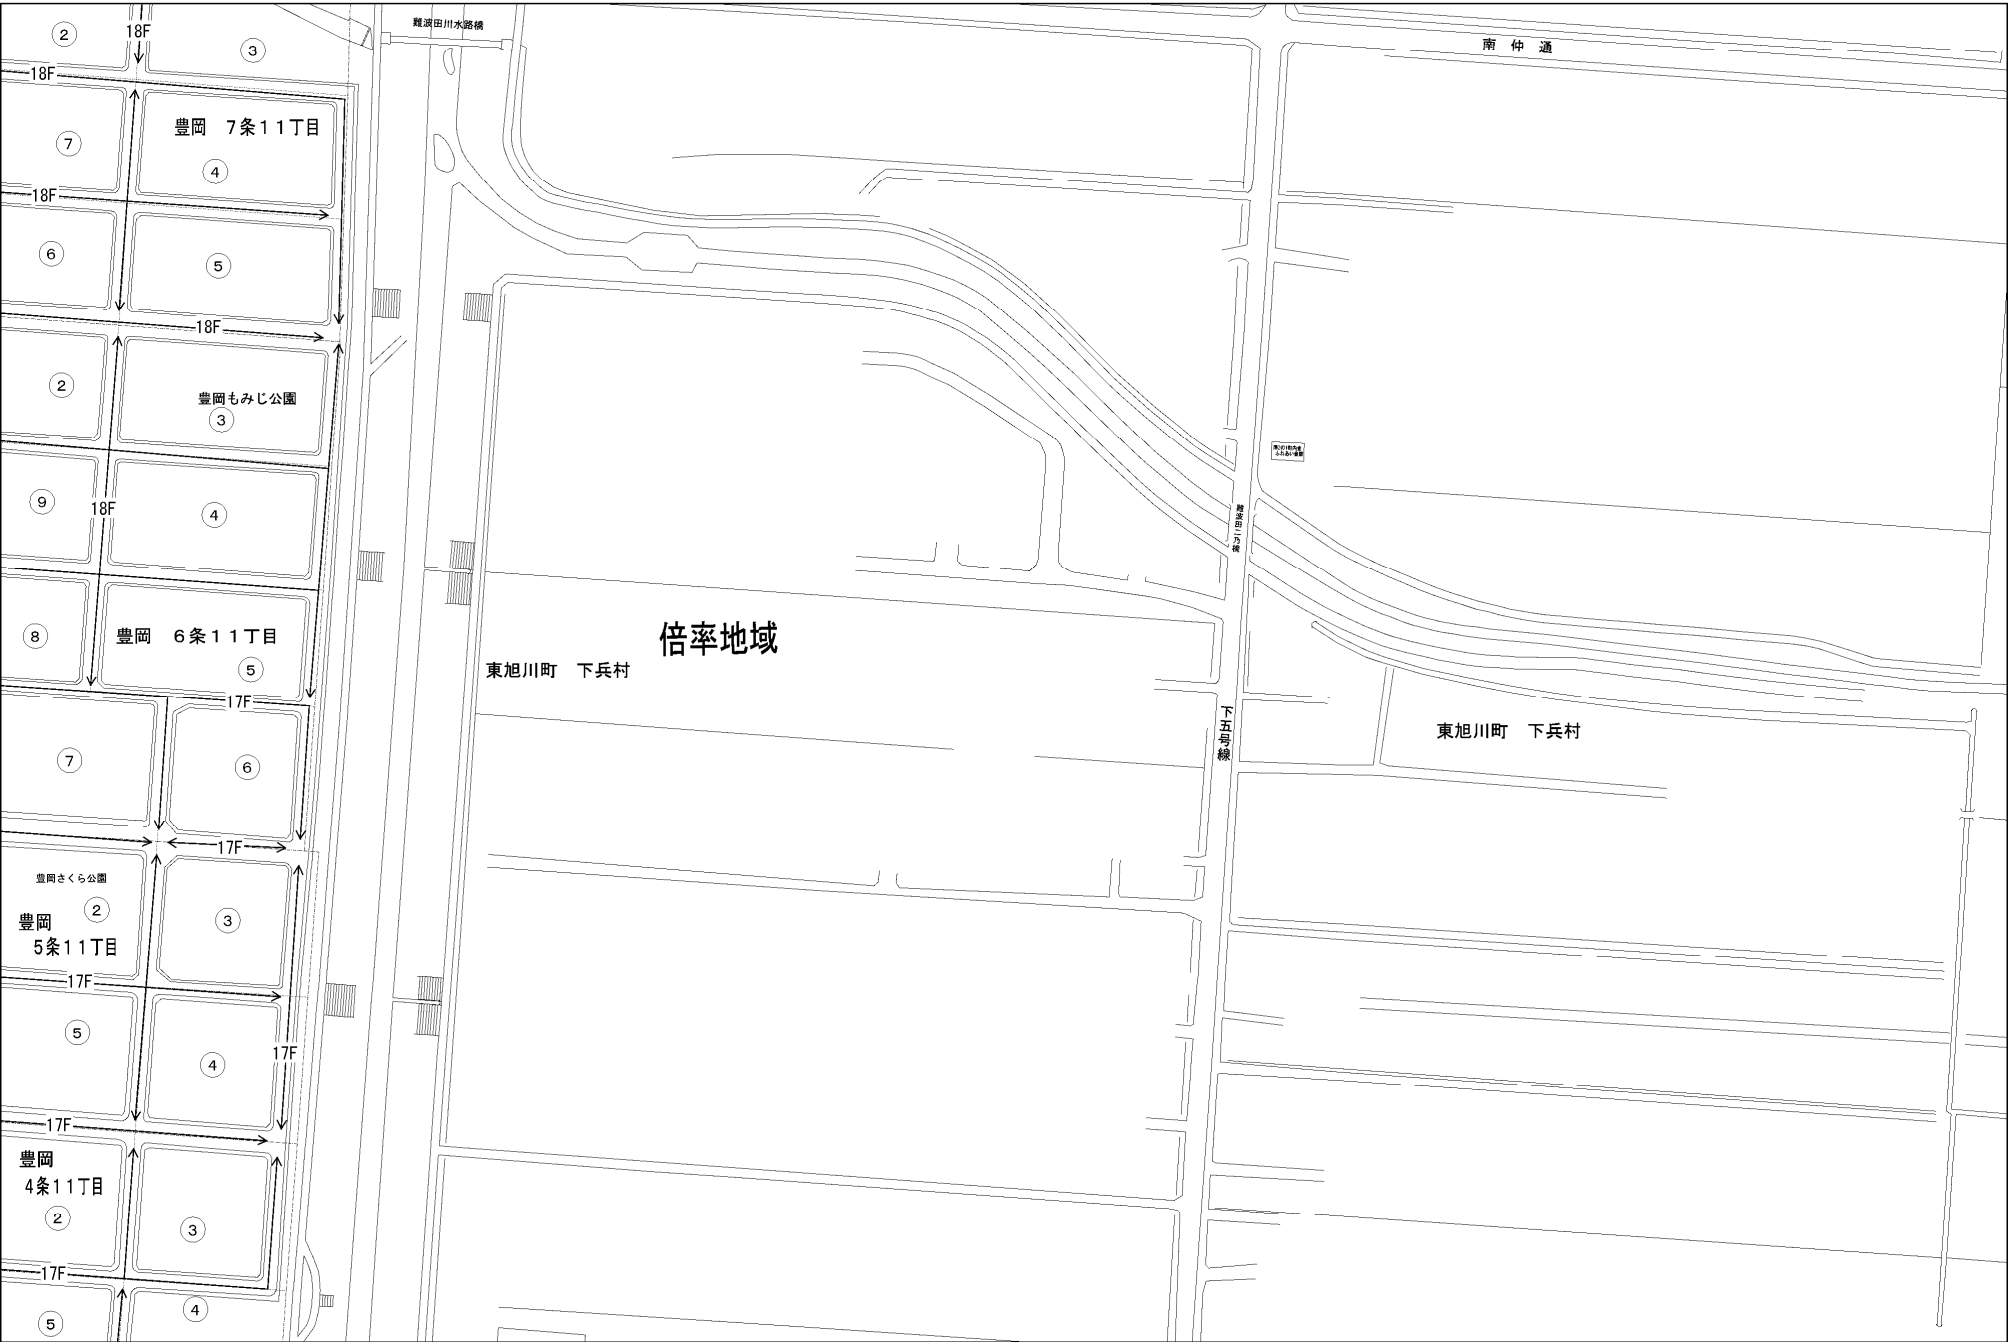 難波田川水路橋
南仲通
②
18F
③
18F
豊岡 7条11丁目
⑦
④
18F
⑥
⑤
18F
②
豊岡もみじ公園
③
⑨
18F
④
難波田二乃橋
⑧
豊岡 6条11丁目
⑤
倍率地域
東旭川町 下兵村
17F
下五号線
東旭川町 下兵村
⑦
⑥
17F
豊岡さくら公園
②
豊岡
5条11丁目
③
17F
⑤
④
17F
17F
豊岡
4条11丁目
②
③
17F
④
⑤